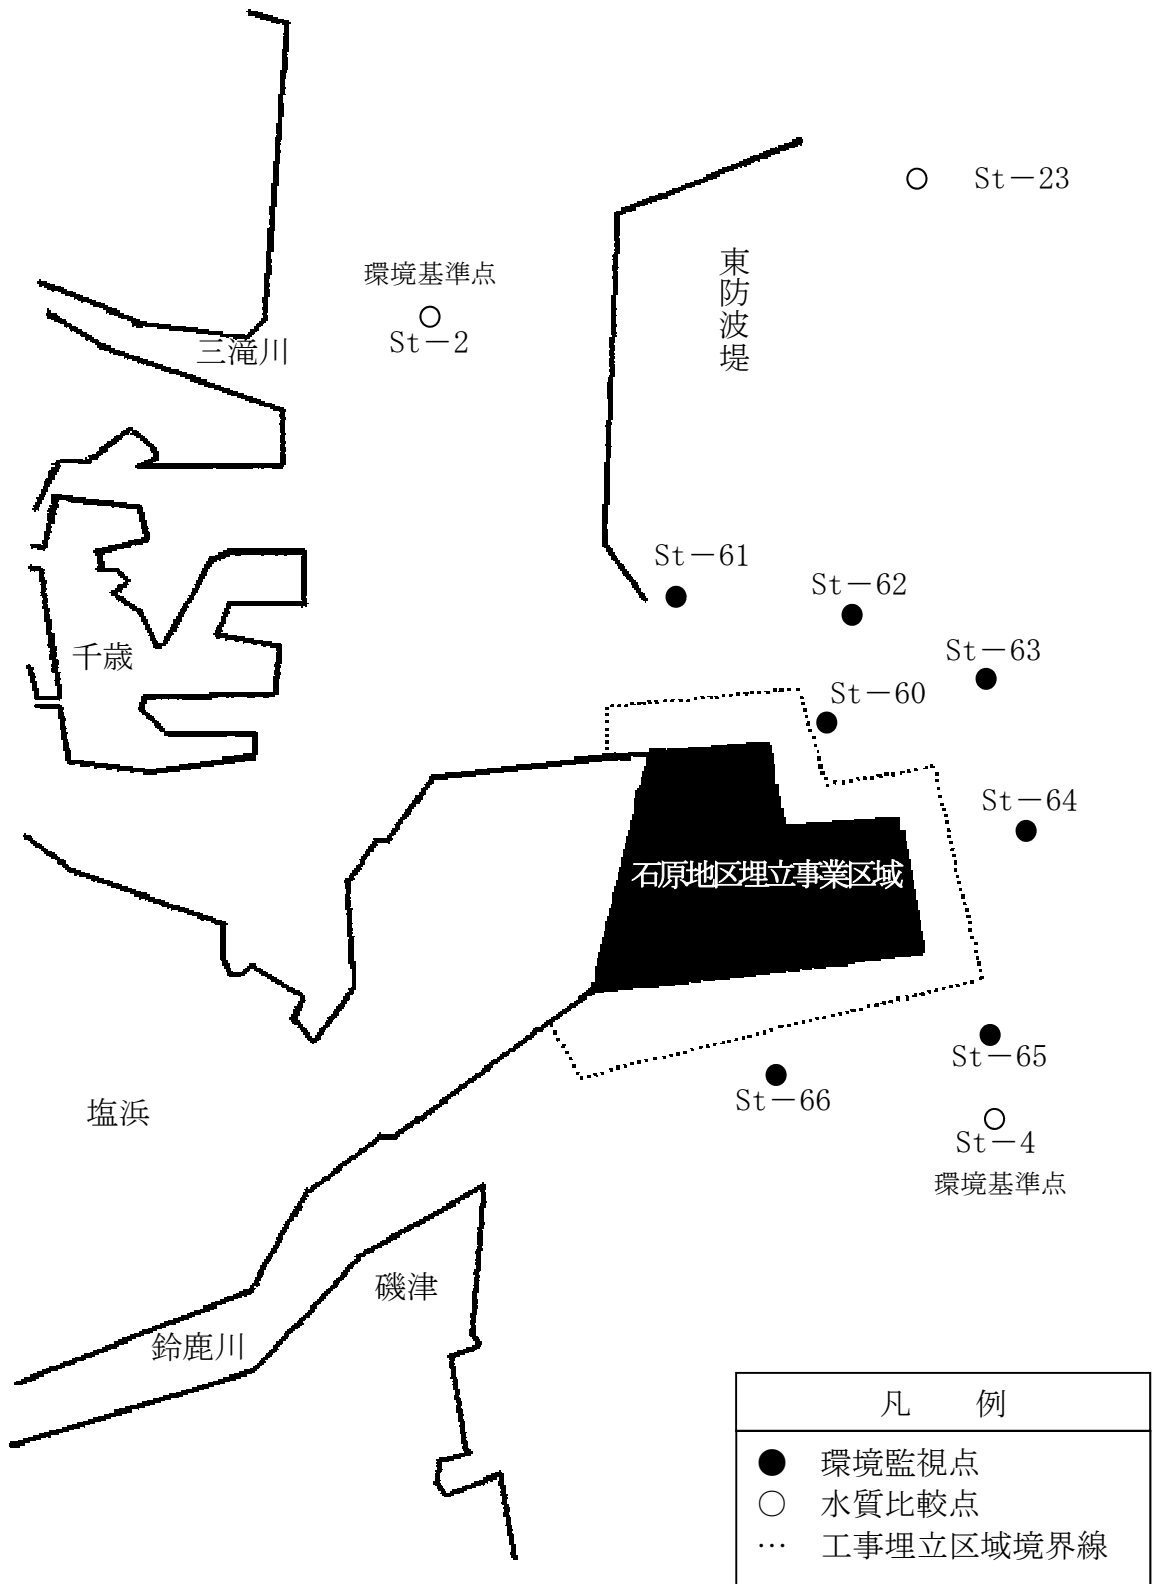 St－23
東防波堤
環境基準点
St－2
三滝川
St－61
St－62
St－63
千歳
St－60
St－64
石原地区埋立事業区域
St－65
St－66
塩浜
St－4
環境基準点
磯津
鈴鹿川
凡　例
● 環境監視点
○ 水質比較点
… 工事埋立区域境界線